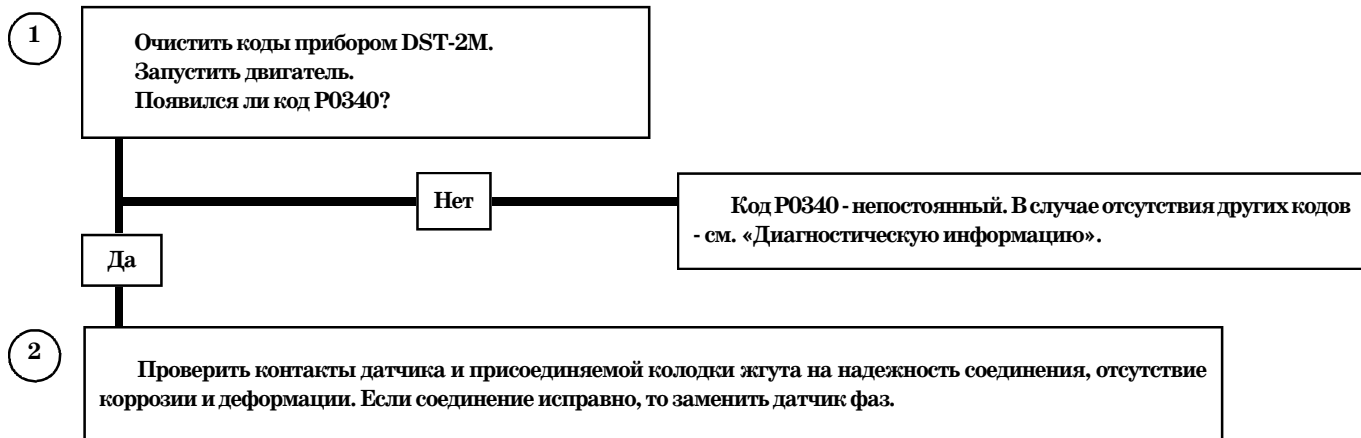 1
Очистить коды прибором DST-2M.
Запустить двигатель.
Появился ли код P0340?
Нет
Код P0340 - непостоянный. В случае отсутствия других кодов
- см. «Диагностическую информацию».
Да
2
Проверить контакты датчика и присоединяемой колодки жгута на надежность соединения, отсутствие
коррозии и деформации. Если соединение исправно, то заменить датчик фаз.